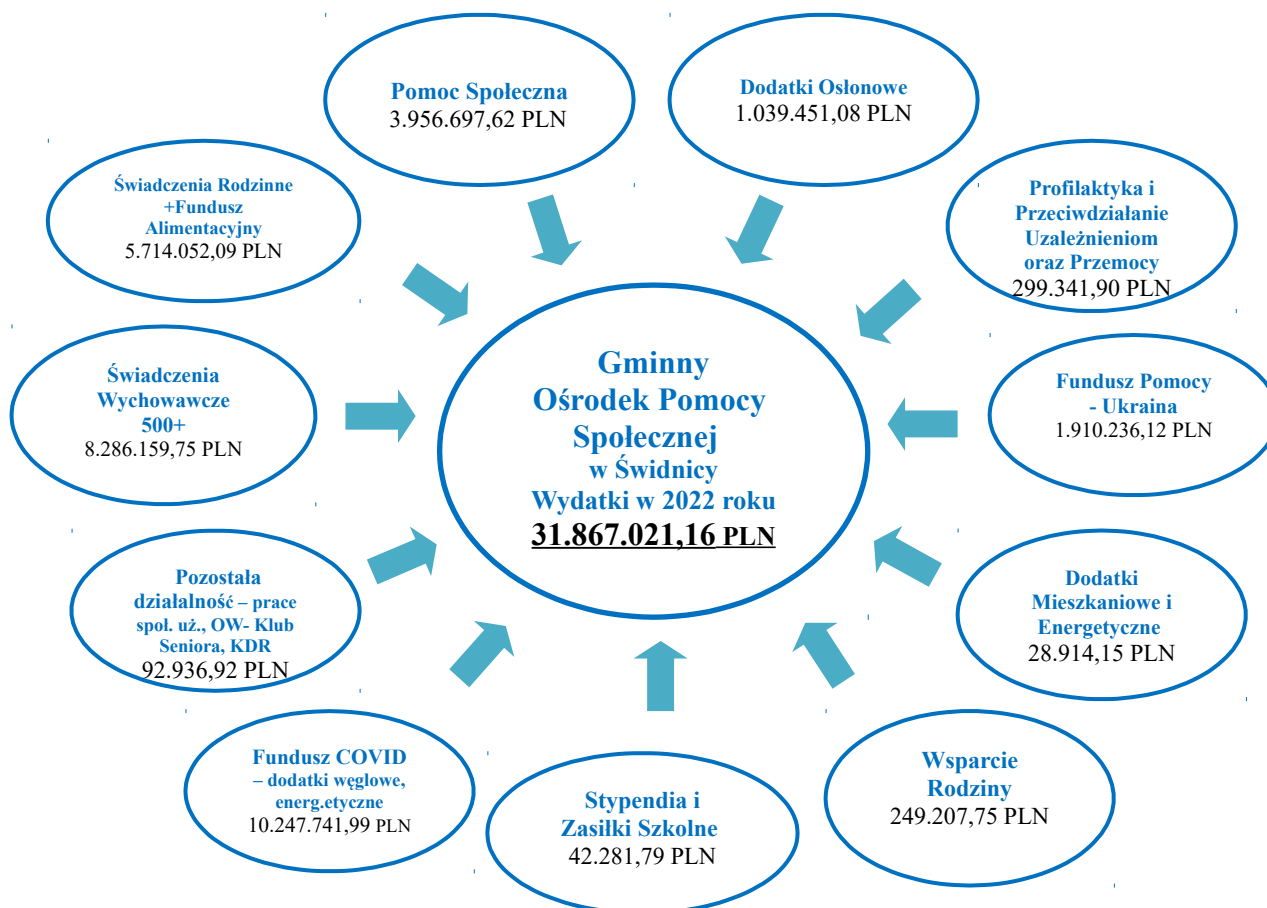 Pomoc Społeczna
3.956.697,62 PLN
Dodatki Osłonowe
1.039.451,08 PLN
Świadczenia Rodzinne
+Fundusz
Alimentacyjny
5.714.052,09 PLN
Profilaktyka i
Przeciwdziałanie
Uzależnieniom
oraz Przemocy
299.341,90 PLN
Gminny
Ośrodek Pomocy
Społecznej
w Świdnicy
Wydatki w 2022 roku
31.867.021,16 PLN
Świadczenia
Wychowawcze
500+
8.286.159,75 PLN
Fundusz Pomocy
- Ukraina
1.910.236,12 PLN
Pozostała
działalność – prace
społ. uż., OW- Klub
Seniora, KDR
92.936,92 PLN
Dodatki
Mieszkaniowe i
Energetyczne
28.914,15 PLN
Fundusz COVID
– dodatki węglowe,
energ.etyczne
10.247.741,99 PLN
Stypendia i
Zasiłki Szkolne
42.281,79 PLN
Wsparcie
Rodziny
249.207,75 PLN